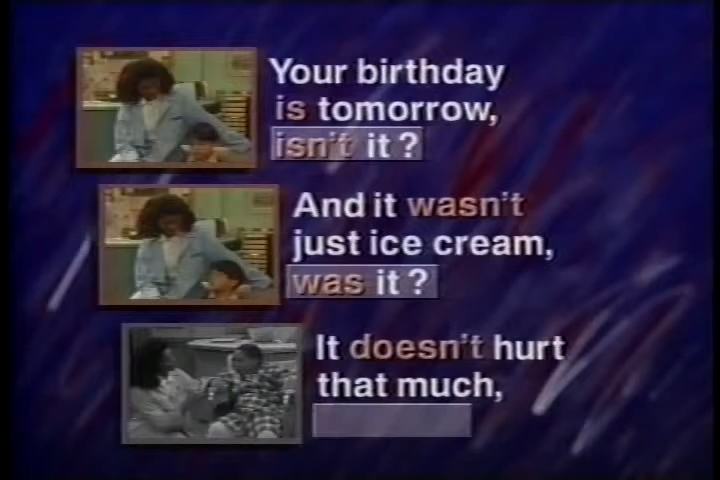 Your birthday
is tomorrow,
isn't it?
And it wasn't
just ice cream,
was it?
It doesn't hurt
that much,